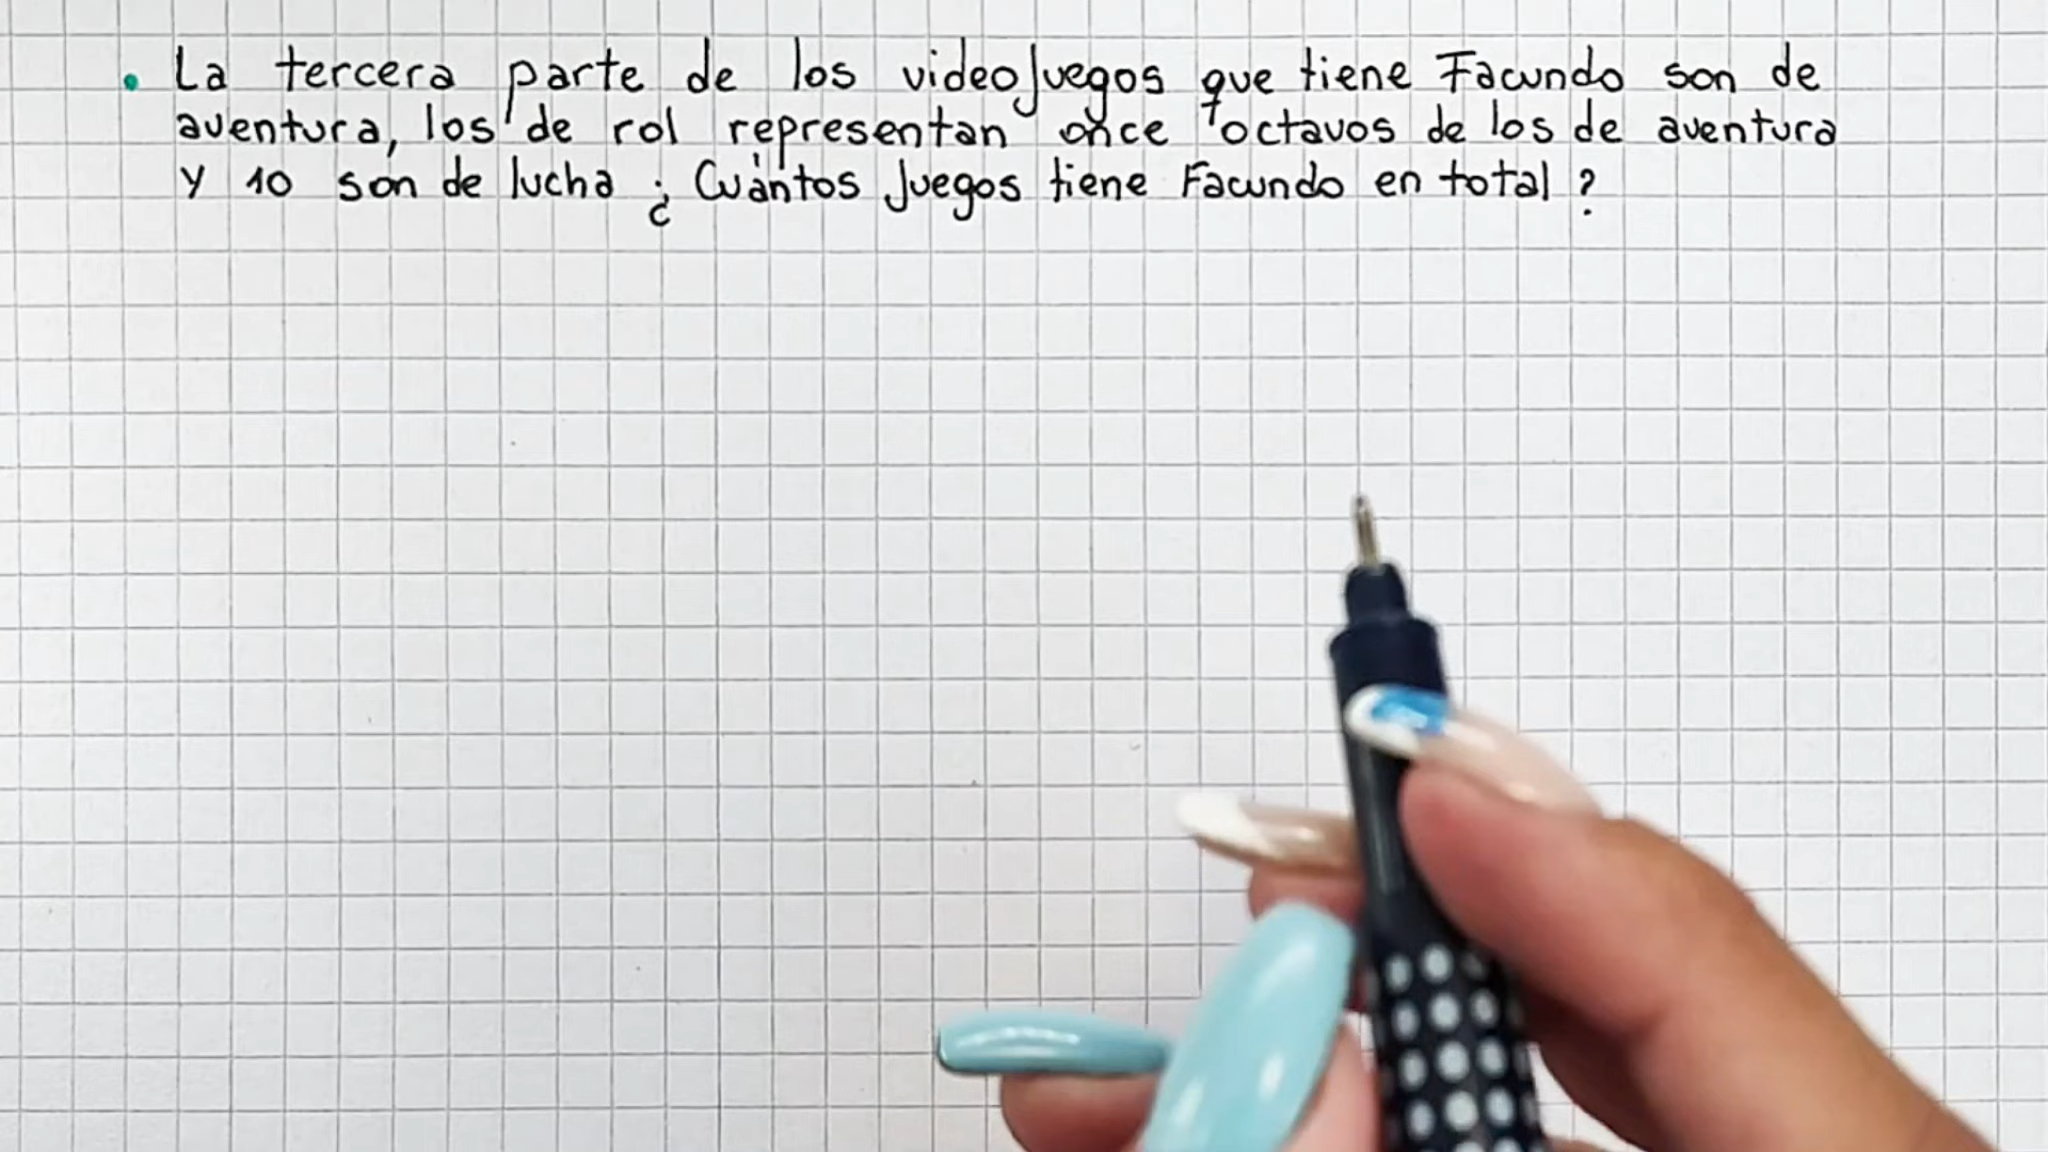 La tercera parte de los videojuegos que tiene Facundo son de
aventura, los de rol representan once octavos de los de aventura
y 10 son de lucha ¿ Cuántos juegos tiene Facundo en total ?